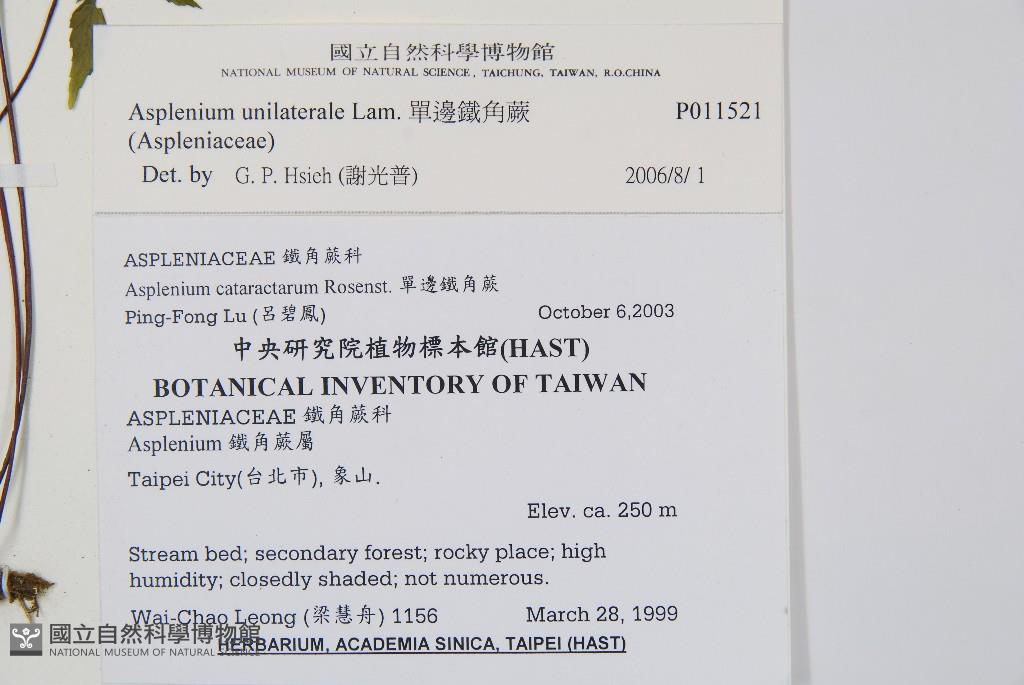 國立自然科學博物館
NATIONAL MUSEUM OF NATURAL SCIENCE, TAICHUNG, TAIWAN, R.O.CHINA
Asplenium unilaterale Lam. 單邊鐵角蕨 P011521
(Aspleniaceae)
Det. by G. P. Hsieh (謝光普) 2006/8/ 1
ASPLENIACEAE 鐵角蕨科
Asplenium cataractarum Rosenst. 單邊鐵角蕨
Ping-Fong Lu (呂碧鳳) October 6,2003
中央研究院植物標本館(HAST)
BOTANICAL INVENTORY OF TAIWAN
ASPLENIACEAE 鐵角蕨科
Asplenium 鐵角蕨屬
Taipei City(台北市), 象山.
Elev. ca. 250 m
Stream bed; secondary forest; rocky place; high
humidity; closedly shaded; not numerous.
Wai-Chao Leong (梁慧舟) 1156 March 28, 1999
HERBARIUM, ACADEMIA SINICA, TAIPEI (HAST)
國立自然科學博物館
NATIONAL MUSEUM OF NATURAL SCIENCE